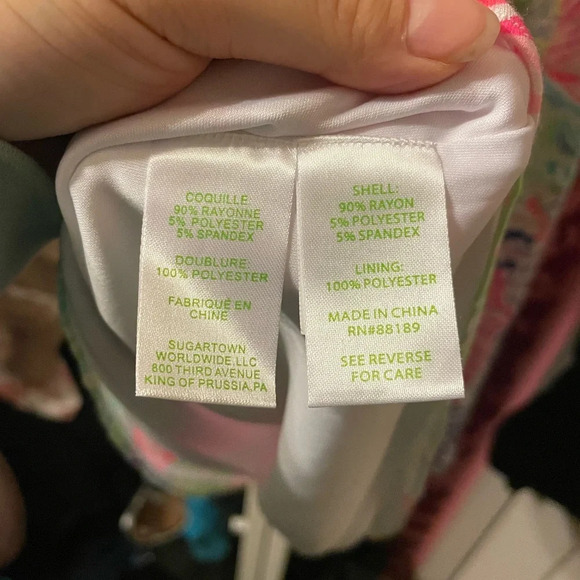 COQUILLE
90% RAYONNE
5% POLYESTER
5% SPANDEX
DOUBLURE
100% POLYESTER
FABRIQUÉ EN
CHINE
SUGARTOWN
WORLDWIDE,LLC
800 THIRD AVENUE
KING OF PRUSSIA,PA
SHELL:
90% RAYON
5% POLYESTER
5% SPANDEX
LINING:
100% POLYESTER
MADE IN CHINA
RN#88189
SEE REVERSE
FOR CARE